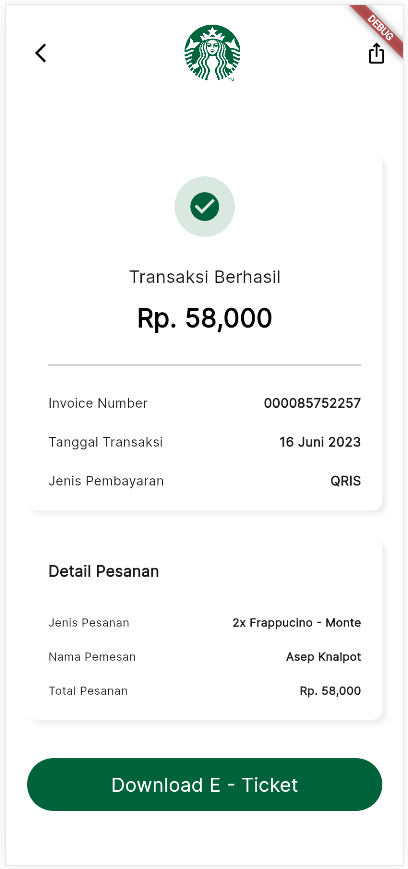 DEBUG
Transaksi Berhasil
Rp. 58,000
Invoice Number 000085752257
Tanggal Transaksi 16 Juni 2023
Jenis Pembayaran QRIS
Detail Pesanan
Jenis Pesanan 2x Frappucino - Monte
Nama Pemesan Asep Knalpot
Total Pesanan Rp. 58,000
Download E - Ticket